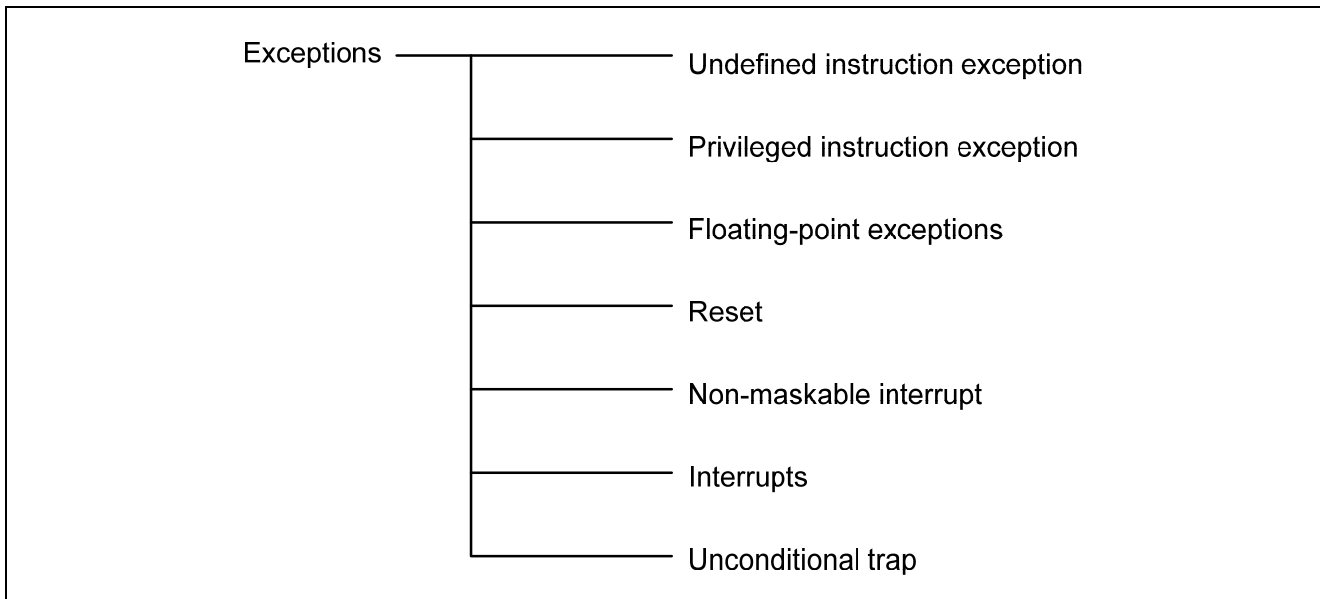 Exceptions
Undefined instruction exception
Privileged instruction exception
Floating-point exceptions
Reset
Non-maskable interrupt
Interrupts
Unconditional trap